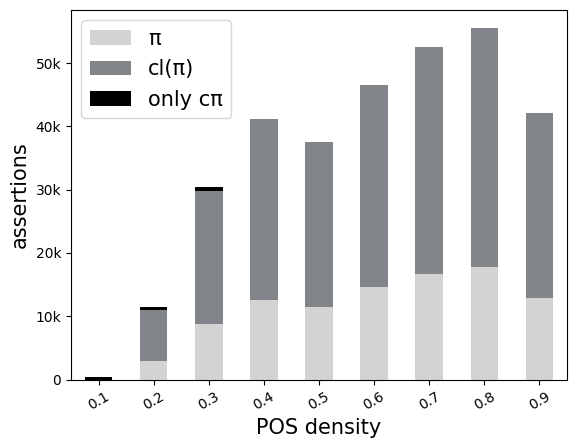 π
cl(π)
only cπ
assertions
50k
40k
30k
20k
10k
0
0.1 0.2 0.3 0.4 0.5 0.6 0.7 0.8 0.9
POS density